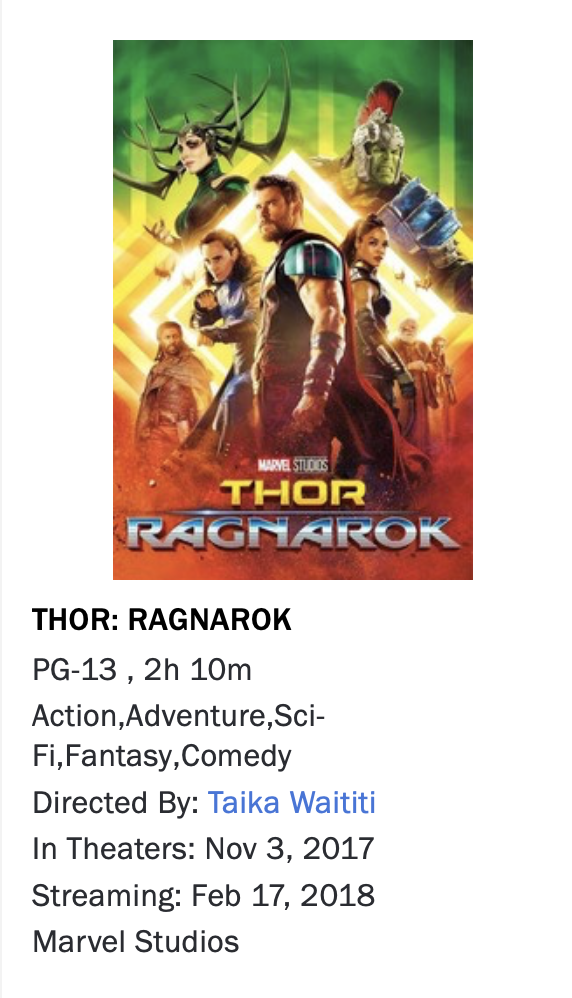 MARVEL STUDIOS
THOR
RAGNAROK
THOR: RAGNAROK
PG-13 , 2h 10m
Action,Adventure,Sci-
Fi,Fantasy,Comedy
Directed By: Taika Waititi
In Theaters: Nov 3, 2017
Streaming: Feb 17, 2018
Marvel Studios